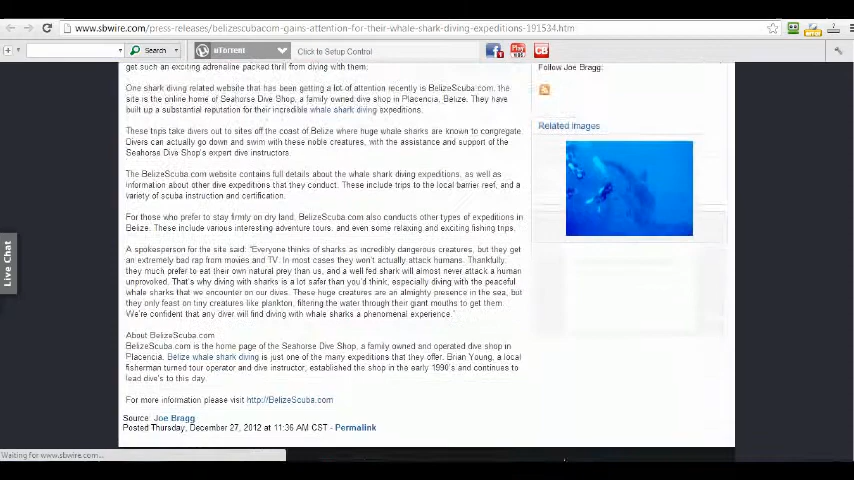 www.sbwire.com/press-releases/belizescubacom-gains-attention-for-their-whale-shark-diving-expeditions-191534.htm
Search
uTorrent
Click to Setup Control
get such an exciting adrenaline packed thrill from diving with them.
One shark diving related website that has been getting a lot of attention recently is BelizeScuba.com, the
site is the online home of Seahorse Dive Shop, a family owned dive shop in Placencia, Belize. They have
built up a substantial reputation for their incredible whale shark diving expeditions.
These trips take divers out to sites off the coast of Belize where huge whale sharks are known to congregate.
Divers can actually go down and swim with these noble creatures, with the assistance and support of the
Seahorse Dive Shop's expert dive instructors.
The BelizeScuba.com website contains full details about the whale shark diving expeditions, as well as
information about other dive expeditions that they conduct. These include trips to the local barrier reef, and a
variety of scuba instruction and certification.
For those who prefer to stay firmly on dry land, BelizeScuba.com also conducts other types of expeditions in
Belize. These include various interesting adventure tours, and even some relaxing and exciting fishing trips.
A spokesperson for the site said: "Everyone thinks of sharks as incredibly dangerous creatures, but they get
an extremely bad rap from movies and TV. In most cases they won't actually attack humans. Thankfully,
they much prefer to eat their own natural prey than us, and a well fed shark will almost never attack a human
unprovoked. That's why diving with sharks is a lot safer than you'd think, especially diving with the peaceful
whale sharks that we encounter on our dives. These huge creatures are an almighty presence in the sea, but
they only feast on tiny creatures like plankton, filtering the water through their giant mouths to get them.
We're confident that any diver will find diving with whale sharks a phenomenal experience."
About BelizeScuba.com
BelizeScuba.com is the home page of the Seahorse Dive Shop, a family owned and operated dive shop in
Placencia. Belize whale shark diving is just one of the many expeditions that they offer. Brian Young, a local
fisherman turned tour operator and dive instructor, established the shop in the early 1990's and continues to
lead dive's to this day.
For more information please visit http://BelizeScuba.com
Source: Joe Bragg
Posted Thursday, December 27, 2012 at 11:36 AM CST - Permalink
Follow Joe Bragg:
Related Images
Live Chat
Waiting for www.sbwire.com...